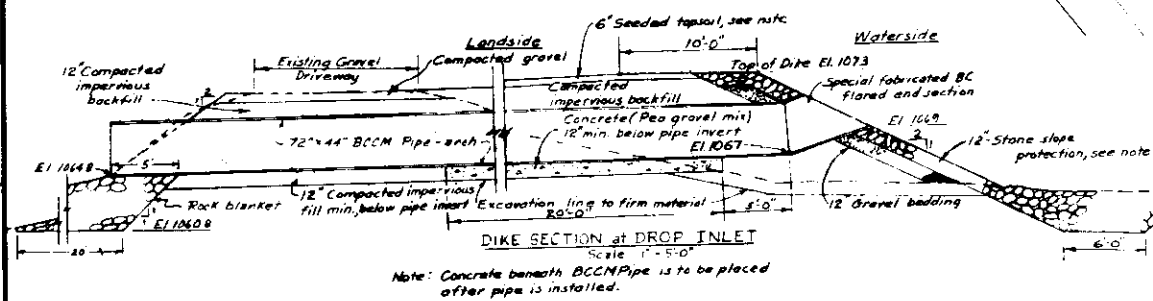 6" Seeded topsoil, see note
Landside
Waterside
10'-0"
Existing Gravel
Driveway
Compacted gravel
Top of Dike El. 1073
12" Compacted
impervious
backfill
2
Compacted
impervious backfill
Special fabricated BC
flared end section
Concrete (Pea gravel mix)
12" min. below pipe invert
El. 1069
72" x 44" BCCM Pipe-arch
El 1067
2
1
12" Stone slope
protection, see note
El 1064.8
5'
Rock blanket
12" Compacted impervious
fill min. below pipe invert
Excavation line to firm material
12" Gravel bedding
1
1
El 1060.8
20'-0"
5'-0"
20
6'-0"
DIKE SECTION at DROP INLET
Scale 1" - 5'-0"
Note: Concrete beneath BCCM Pipe is to be placed
after pipe is installed.